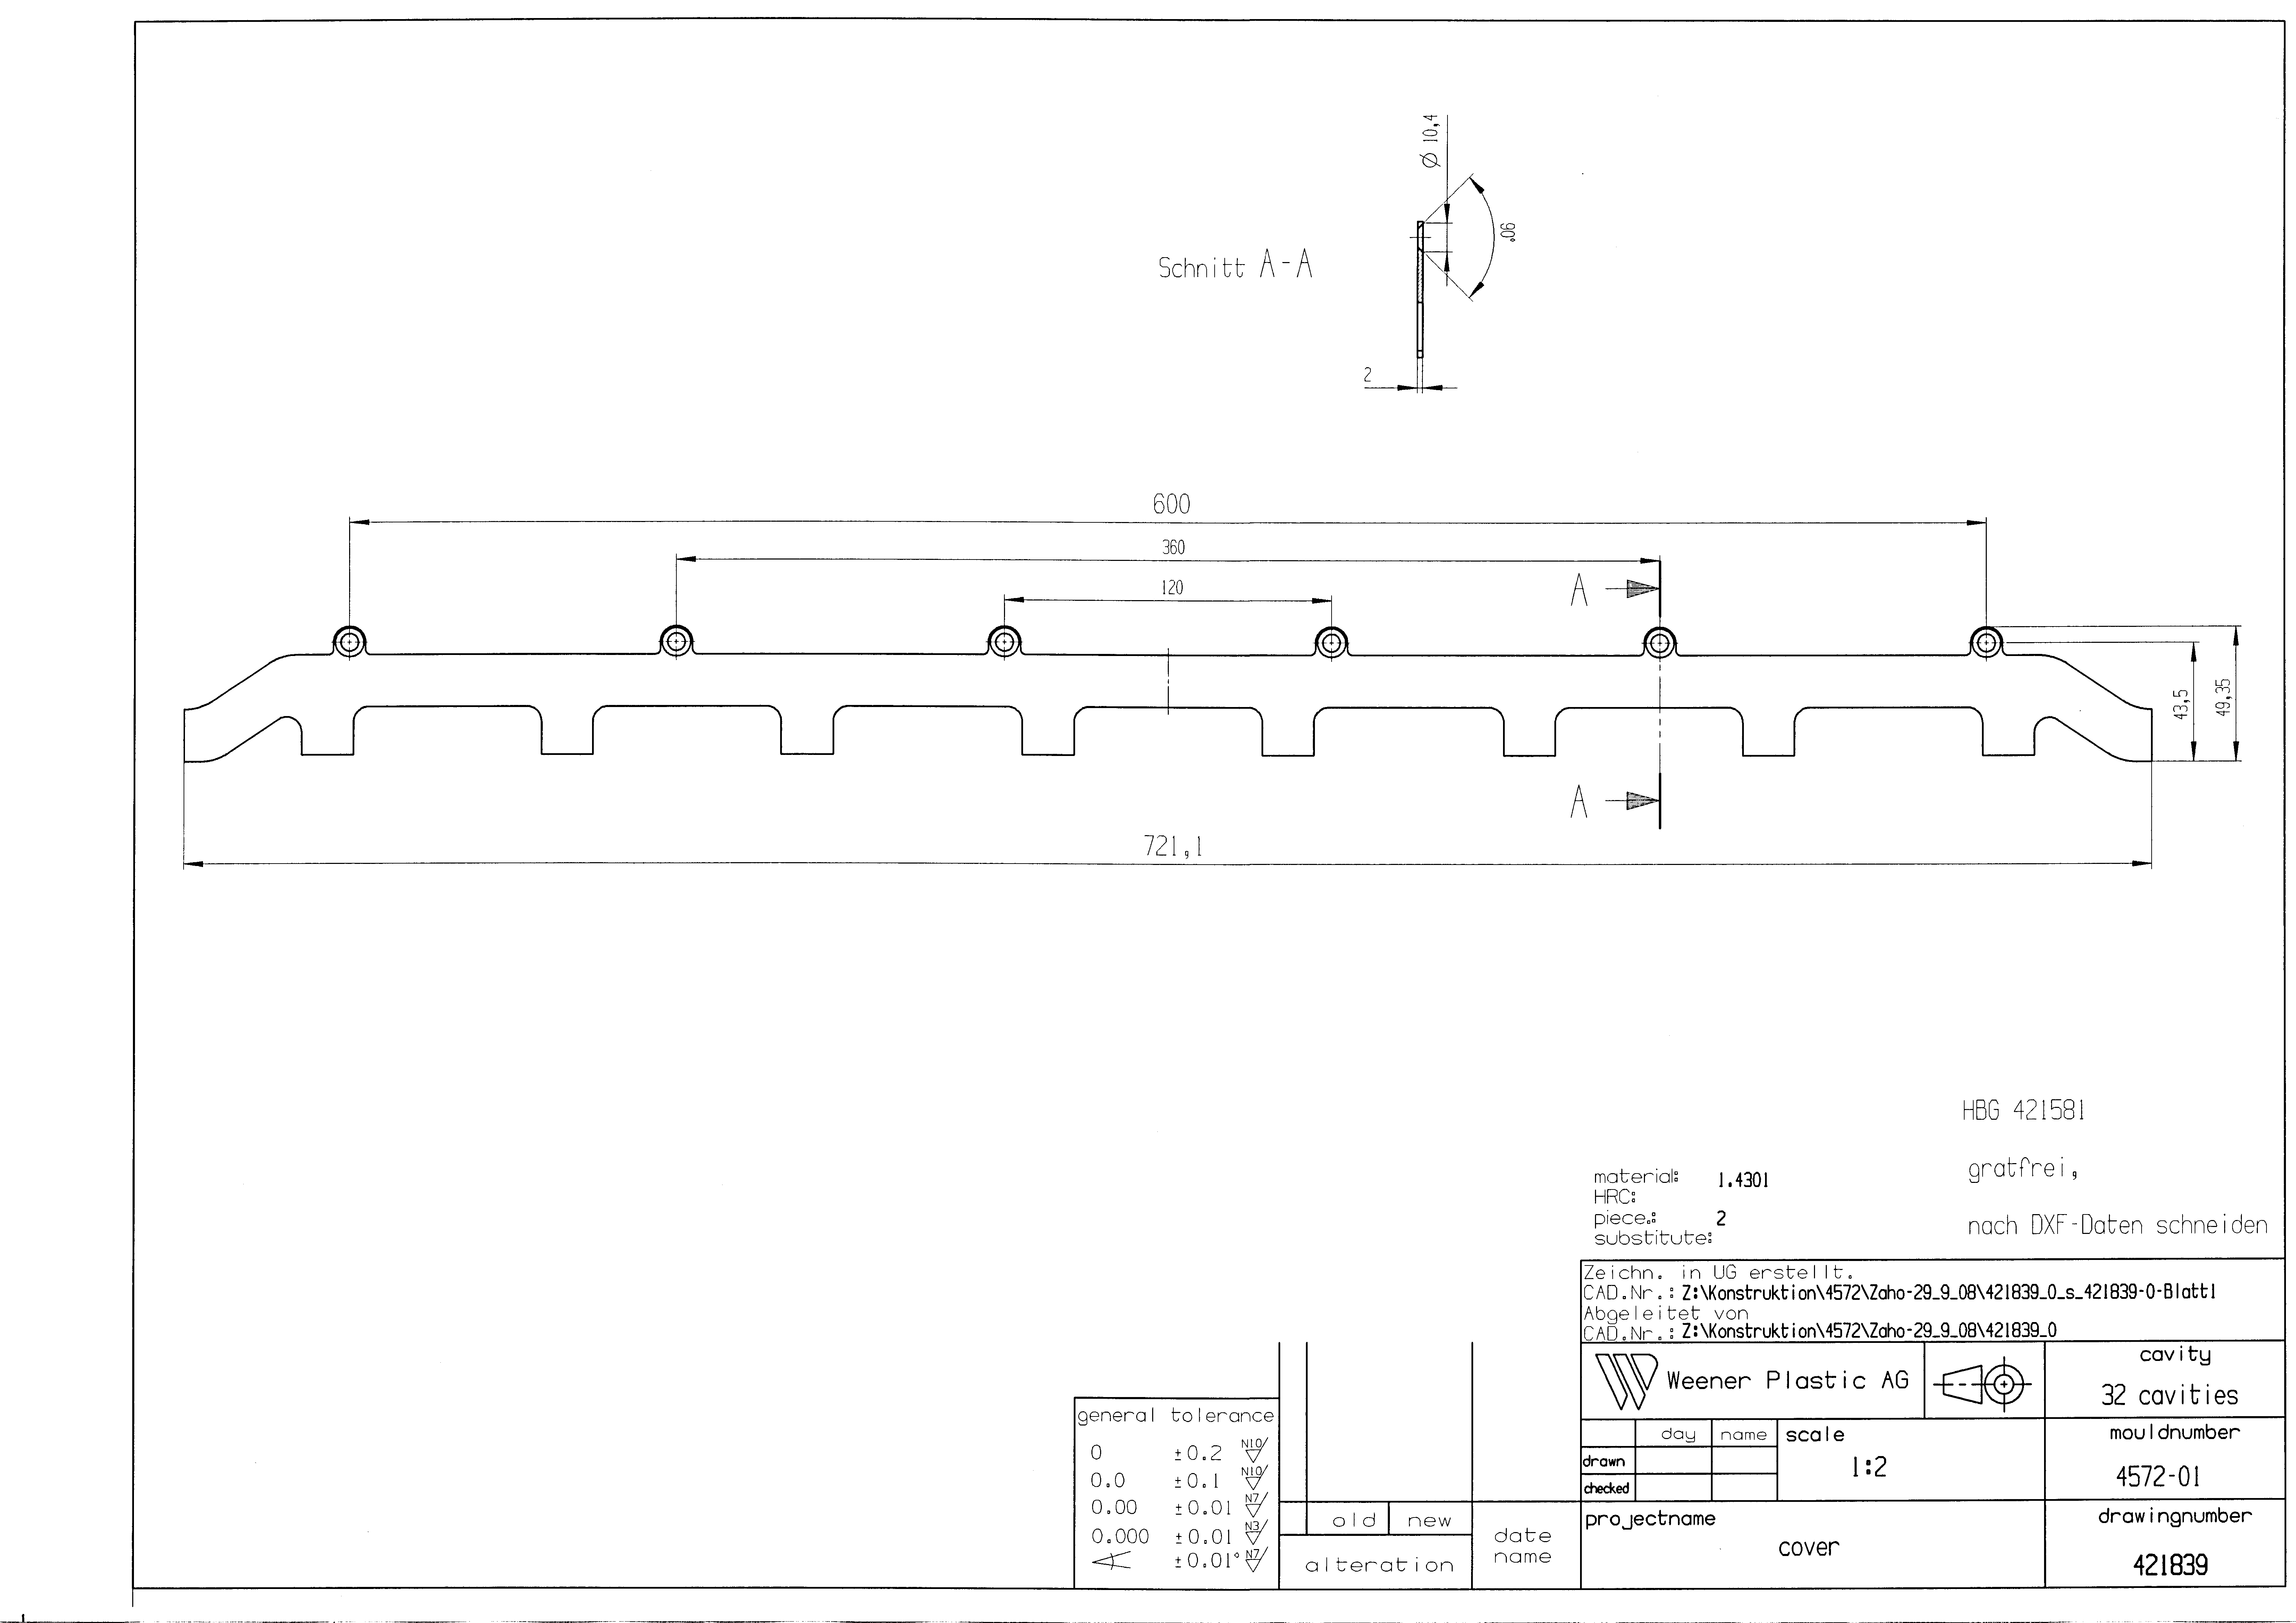 Ø 10,4
90°
Schnitt A-A
2
600
360
120
A
43,5
49,35
A
721,1
HBG 421581
gratfrei,
nach DXF-Daten schneiden
material: 1.4301
HRC:
piece.: 2
substitute:
Zeichn. in UG erstellt.
CAD.Nr.: Z:\Konstruktion\4572\Zaho-29_9_08\421839_0_s_421839-0-Blatt1
Abgeleitet von
CAD.Nr.: Z:\Konstruktion\4572\Zaho-29_9_08\421839_0
Weener Plastic AG
cavity
32 cavities
day name scale
drawn
checked
1:2
mouldnumber
4572-01
projectname
cover
drawingnumber
421839
general tolerance
0 ±0.2 N10/
0.0 ±0.1 N10/
0.00 ±0.01 N7/
0.000 ±0.01 N3/
±0.01° N7/
old new
alteration
date
name